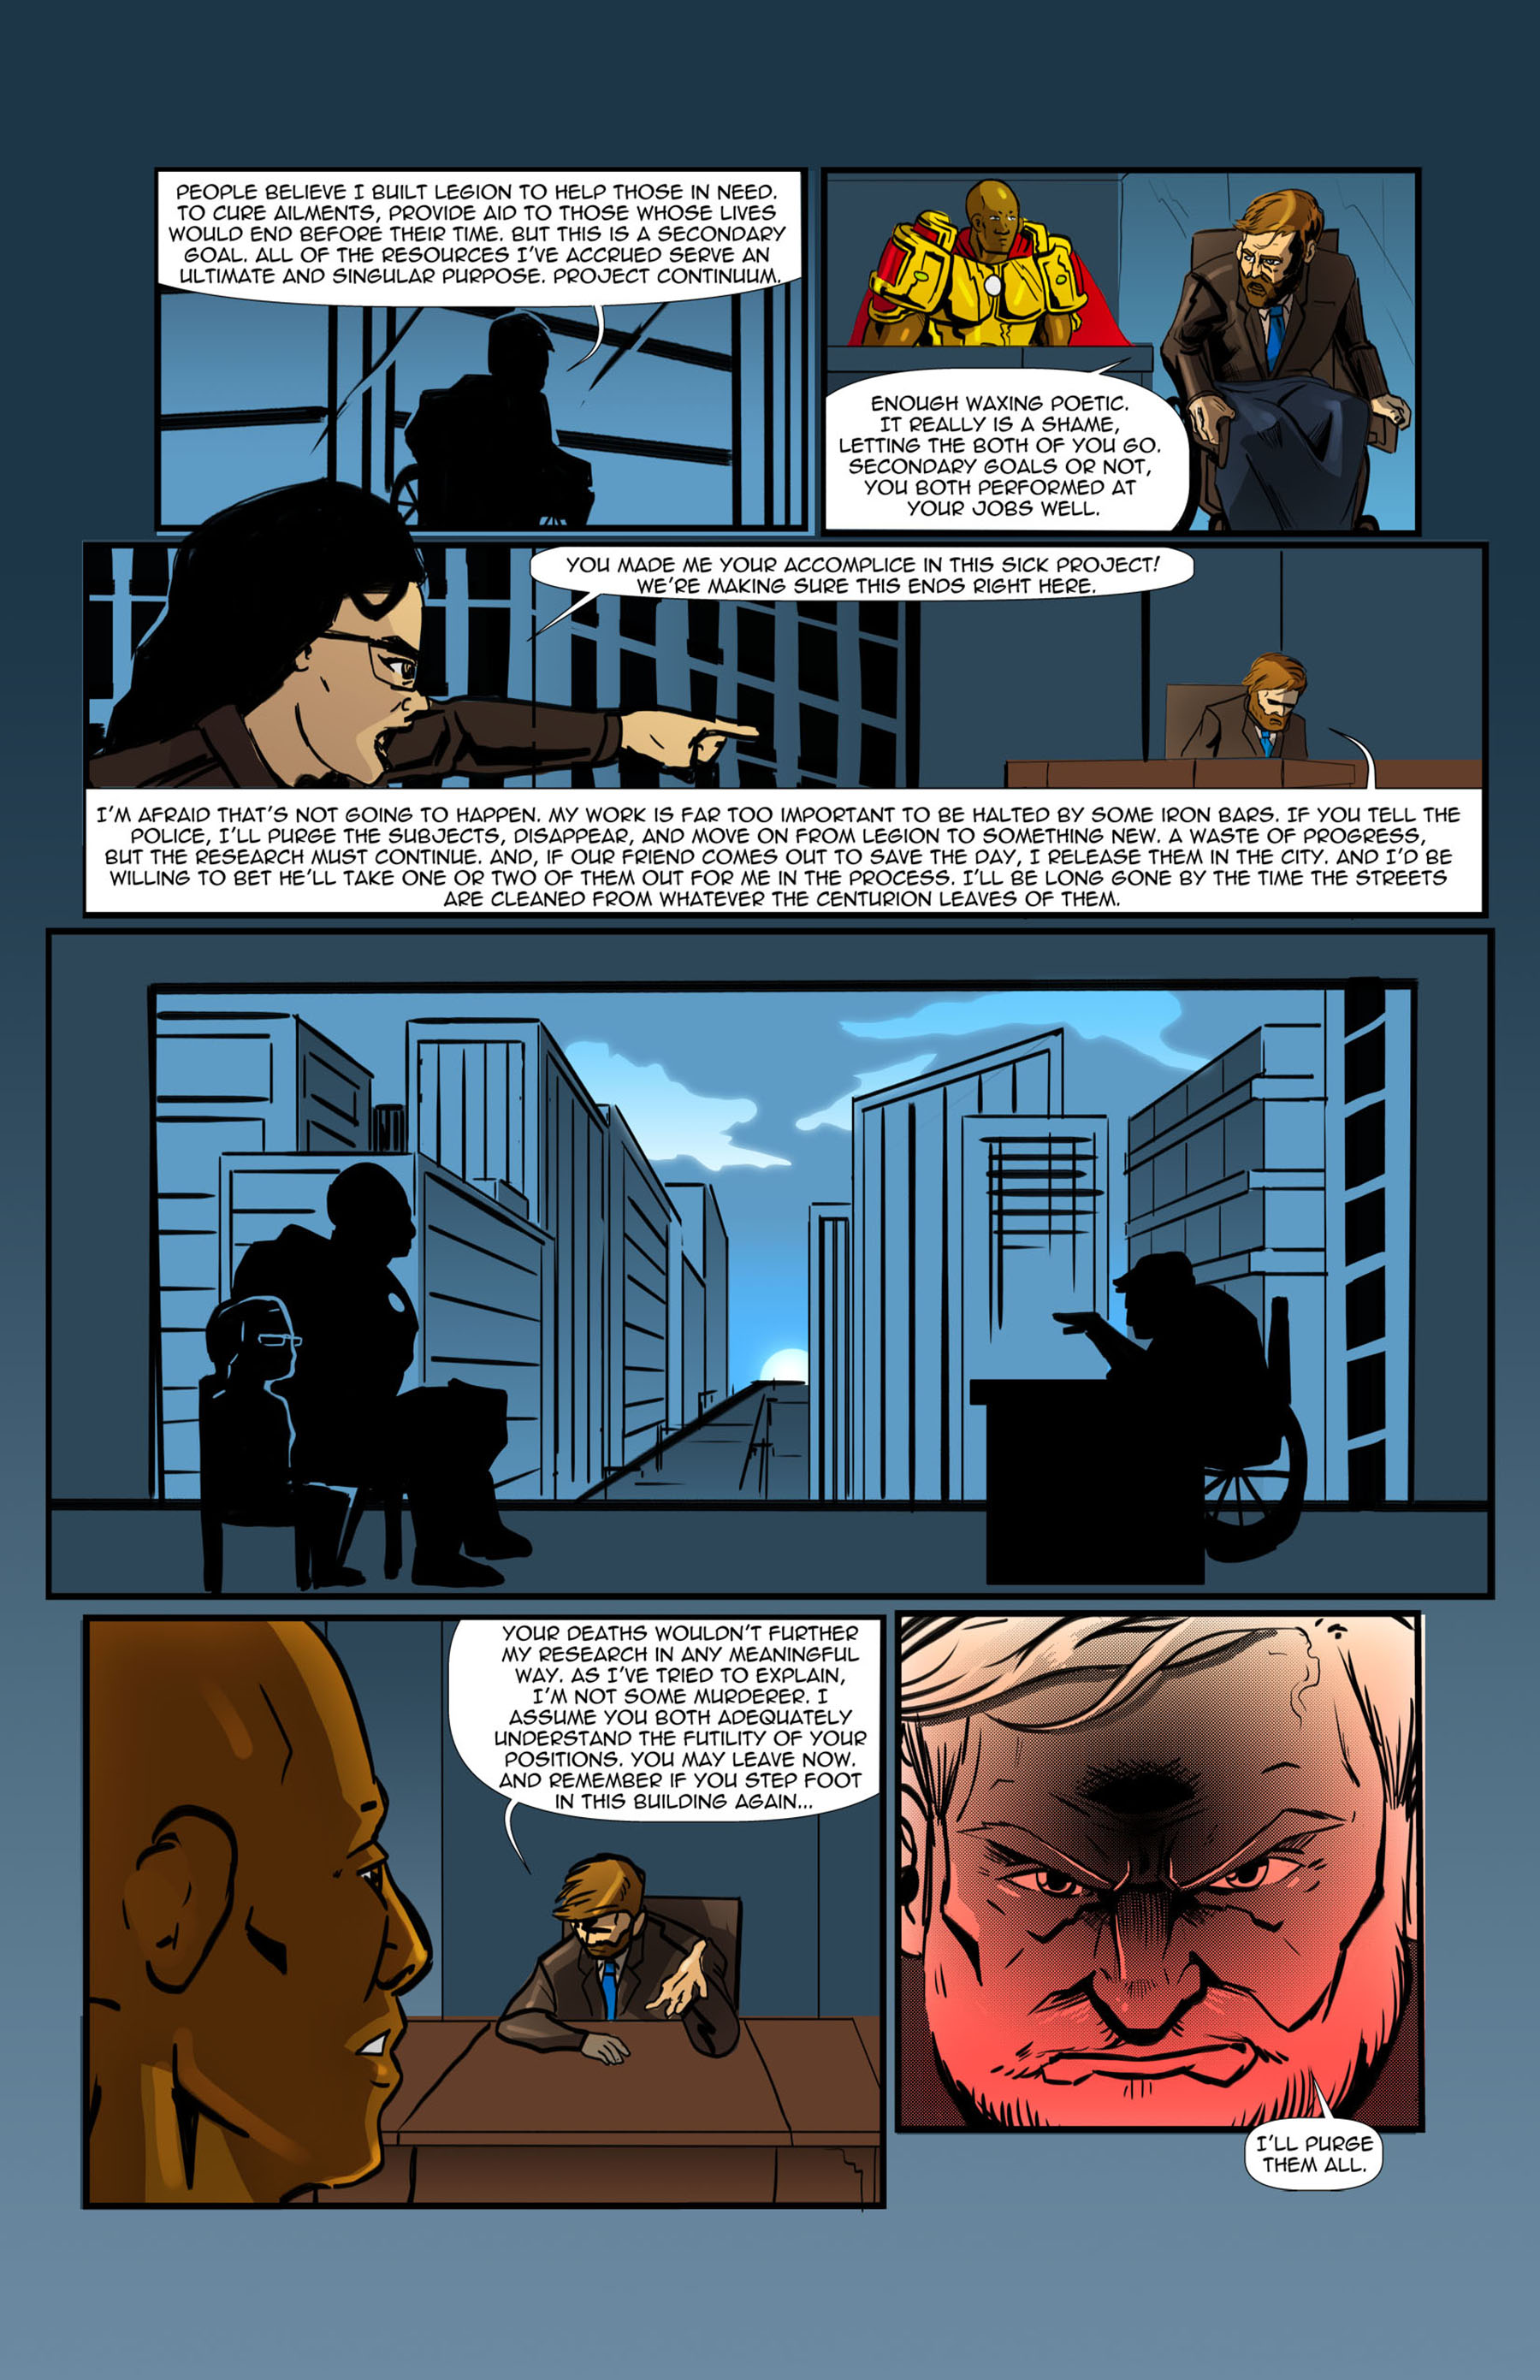 PEOPLE BELIEVE I BUILT LEGION TO HELP THOSE IN NEED.
TO CURE AILMENTS, PROVIDE AID TO THOSE WHOSE LIVES
WOULD END BEFORE THEIR TIME. BUT THIS IS A SECONDARY
GOAL. ALL OF THE RESOURCES I'VE ACCRUED SERVE AN
ULTIMATE AND SINGULAR PURPOSE. PROJECT CONTINUUM.
ENOUGH WAXING POETIC.
IT REALLY IS A SHAME,
LETTING THE BOTH OF YOU GO.
SECONDARY GOALS OR NOT,
YOU BOTH PERFORMED AT
YOUR JOBS WELL.
YOU MADE ME YOUR ACCOMPLICE IN THIS SICK PROJECT!
WE'RE MAKING SURE THIS ENDS RIGHT HERE.
I'M AFRAID THAT'S NOT GOING TO HAPPEN. MY WORK IS FAR TOO IMPORTANT TO BE HALTED BY SOME IRON BARS. IF YOU TELL THE
POLICE, I'LL PURGE THE SUBJECTS, DISAPPEAR, AND MOVE ON FROM LEGION TO SOMETHING NEW. A WASTE OF PROGRESS,
BUT THE RESEARCH MUST CONTINUE. AND, IF OUR FRIEND COMES OUT TO SAVE THE DAY, I RELEASE THEM IN THE CITY. AND I'D BE
WILLING TO BET HE'LL TAKE ONE OR TWO OF THEM OUT FOR ME IN THE PROCESS. I'LL BE LONG GONE BY THE TIME THE STREETS
ARE CLEANED FROM WHATEVER THE CENTURION LEAVES OF THEM.
YOUR DEATHS WOULDN'T FURTHER
MY RESEARCH IN ANY MEANINGFUL
WAY. AS I'VE TRIED TO EXPLAIN,
I'M NOT SOME MURDERER. I
ASSUME YOU BOTH ADEQUATELY
UNDERSTAND THE FUTILITY OF YOUR
POSITIONS. YOU MAY LEAVE NOW.
AND REMEMBER IF YOU STEP FOOT
IN THIS BUILDING AGAIN...
I'LL PURGE
THEM ALL.